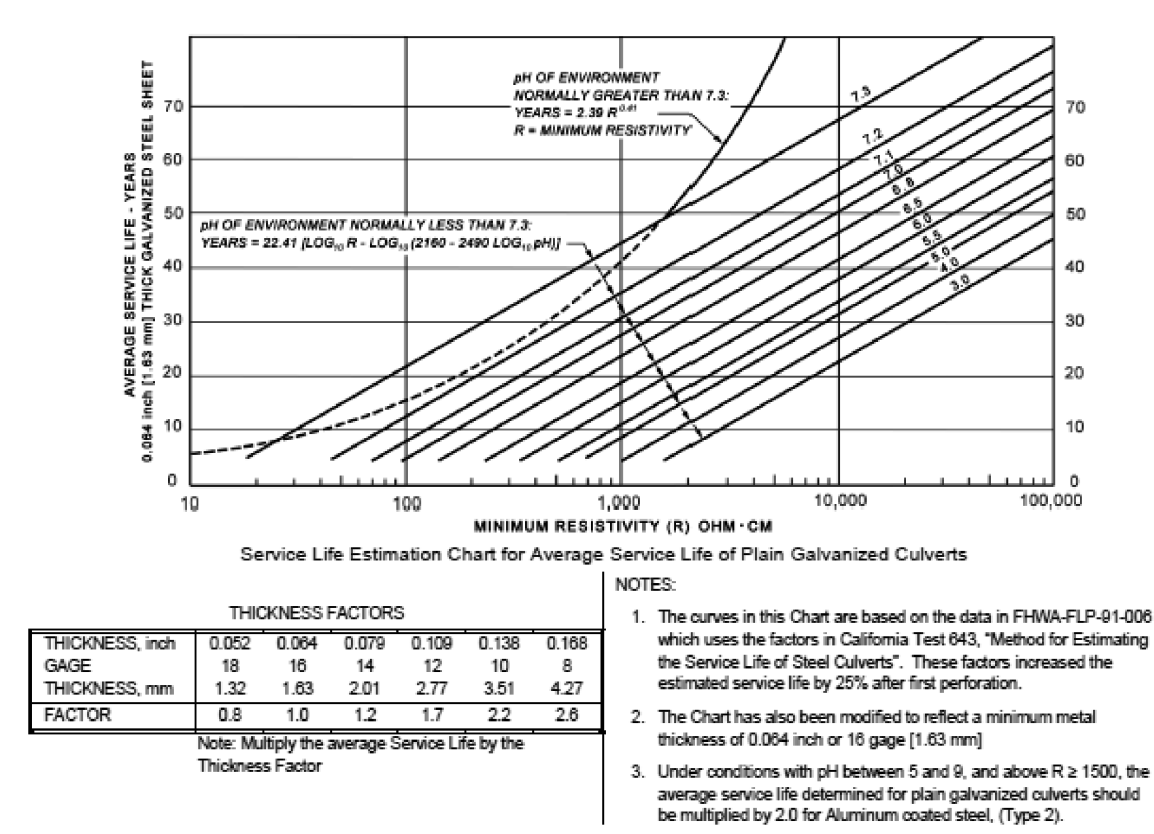 AVERAGE SERVICE LIFE - YEARS
0.064 inch [1.63 mm] THICK GALVANIZED STEEL SHEET
pH OF ENVIRONMENT
NORMALLY GREATER THAN 7.3:
YEARS = 2.39 R^0.41
R = MINIMUM RESISTIVITY
pH OF ENVIRONMENT NORMALLY LESS THAN 7.3:
YEARS = 22.41 [LOG₁₀ R - LOG₁₀ (2160 - 2490 LOG₁₀ pH)]
7.3
7.2
7.1
7.0
6.8
6.5
6.0
5.5
5.0
4.0
3.0
70
60
50
40
30
20
10
0
70
60
50
40
30
20
10
0
10 100 1,000 10,000 100,000
MINIMUM RESISTIVITY (R) OHM · CM
Service Life Estimation Chart for Average Service Life of Plain Galvanized Culverts
THICKNESS FACTORS
THICKNESS, inch 0.052 0.064 0.079 0.109 0.138 0.168
GAGE 18 16 14 12 10 8
THICKNESS, mm 1.32 1.63 2.01 2.77 3.51 4.27
FACTOR 0.8 1.0 1.2 1.7 2.2 2.6
Note: Multiply the average Service Life by the
Thickness Factor
NOTES:
1. The curves in this Chart are based on the data in FHWA-FLP-91-006
which uses the factors in California Test 643, "Method for Estimating
the Service Life of Steel Culverts". These factors increased the
estimated service life by 25% after first perforation.
2. The Chart has also been modified to reflect a minimum metal
thickness of 0.064 inch or 16 gage [1.63 mm]
3. Under conditions with pH between 5 and 9, and above R ≥ 1500, the
average service life determined for plain galvanized culverts should
be multiplied by 2.0 for Aluminum coated steel, (Type 2).